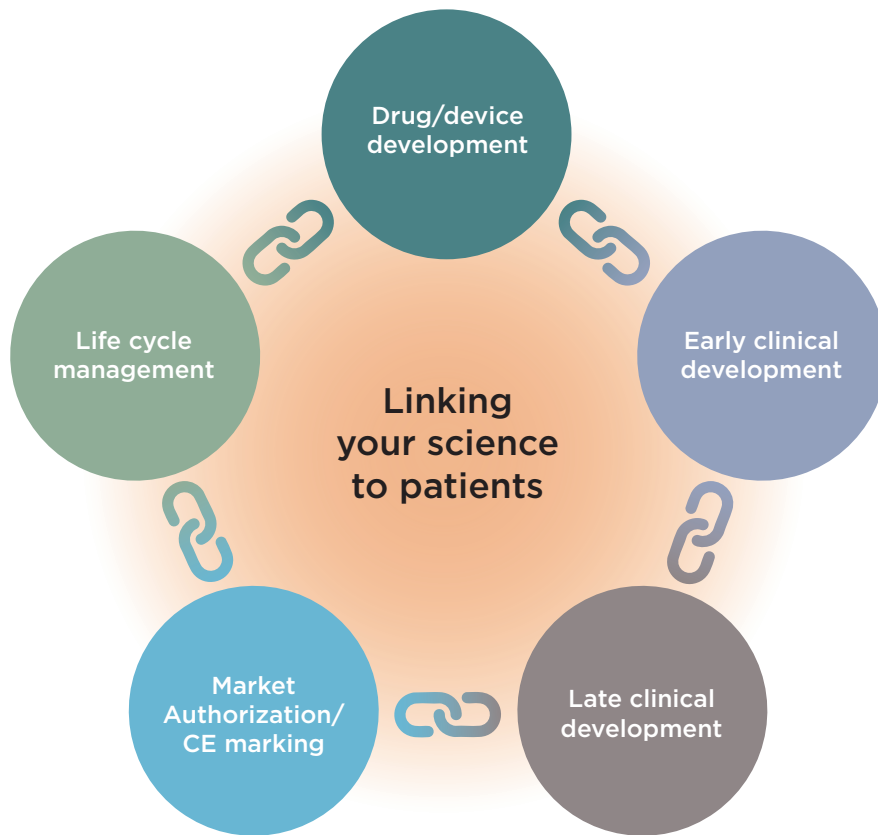 Drug/device
development
Early clinical
development
Late clinical
development
Market
Authorization/
CE marking
Life cycle
management
Linking
your science
to patients